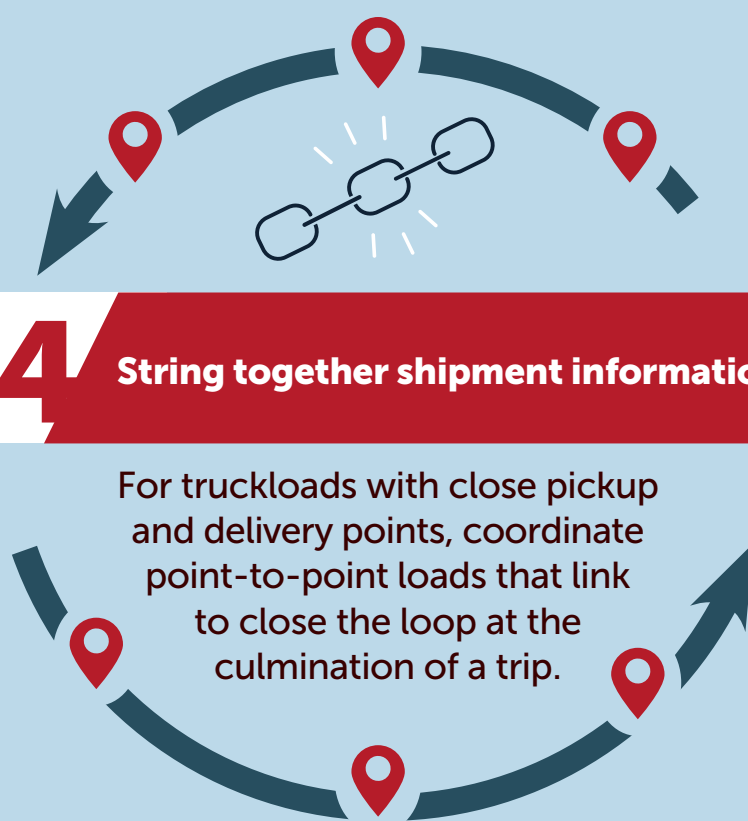 4
String together shipment informatio
For truckloads with close pickup
and delivery points, coordinate
point-to-point loads that link
to close the loop at the
culmination of a trip.